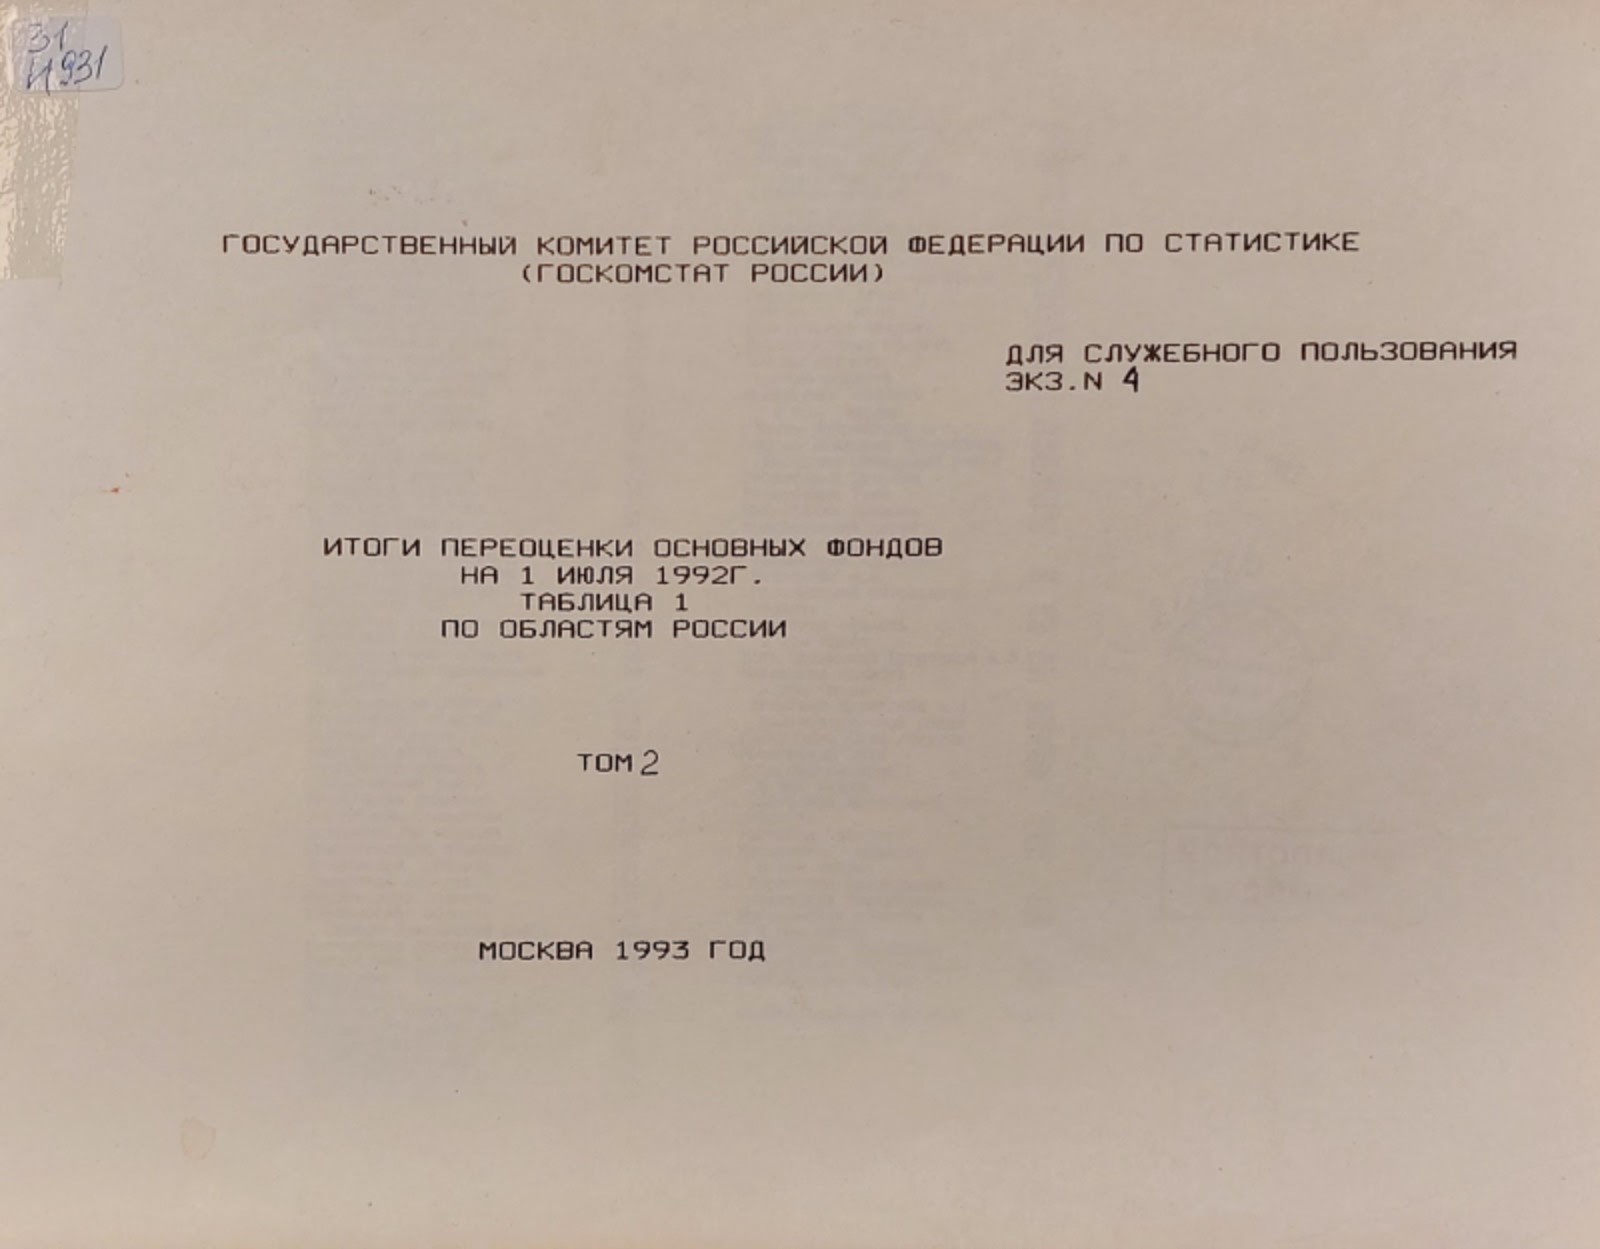 31
И931
ГОСУДАРСТВЕННЫЙ КОМИТЕТ РОССИЙСКОЙ ФЕДЕРАЦИИ ПО СТАТИСТИКЕ
(ГОСКОМСТАТ РОССИИ)
ДЛЯ СЛУЖЕБНОГО ПОЛЬЗОВАНИЯ
ЭКЗ.N 4
ИТОГИ ПЕРЕОЦЕНКИ ОСНОВНЫХ ФОНДОВ
НА 1 ИЮЛЯ 1992Г.
ТАБЛИЦА 1
ПО ОБЛАСТЯМ РОССИИ
ТОМ 2
МОСКВА 1993 ГОД